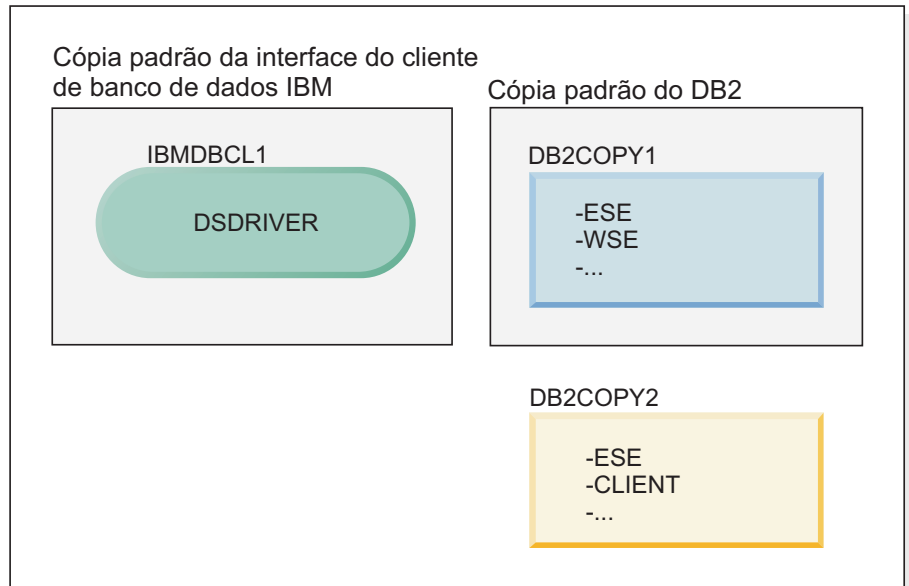 Cópia padrão da interface do cliente
de banco de dados IBM
IBMDBCL1
DSDRIVER
Cópia padrão do DB2
DB2COPY1
-ESE
-WSE
-...
DB2COPY2
-ESE
-CLIENT
-...